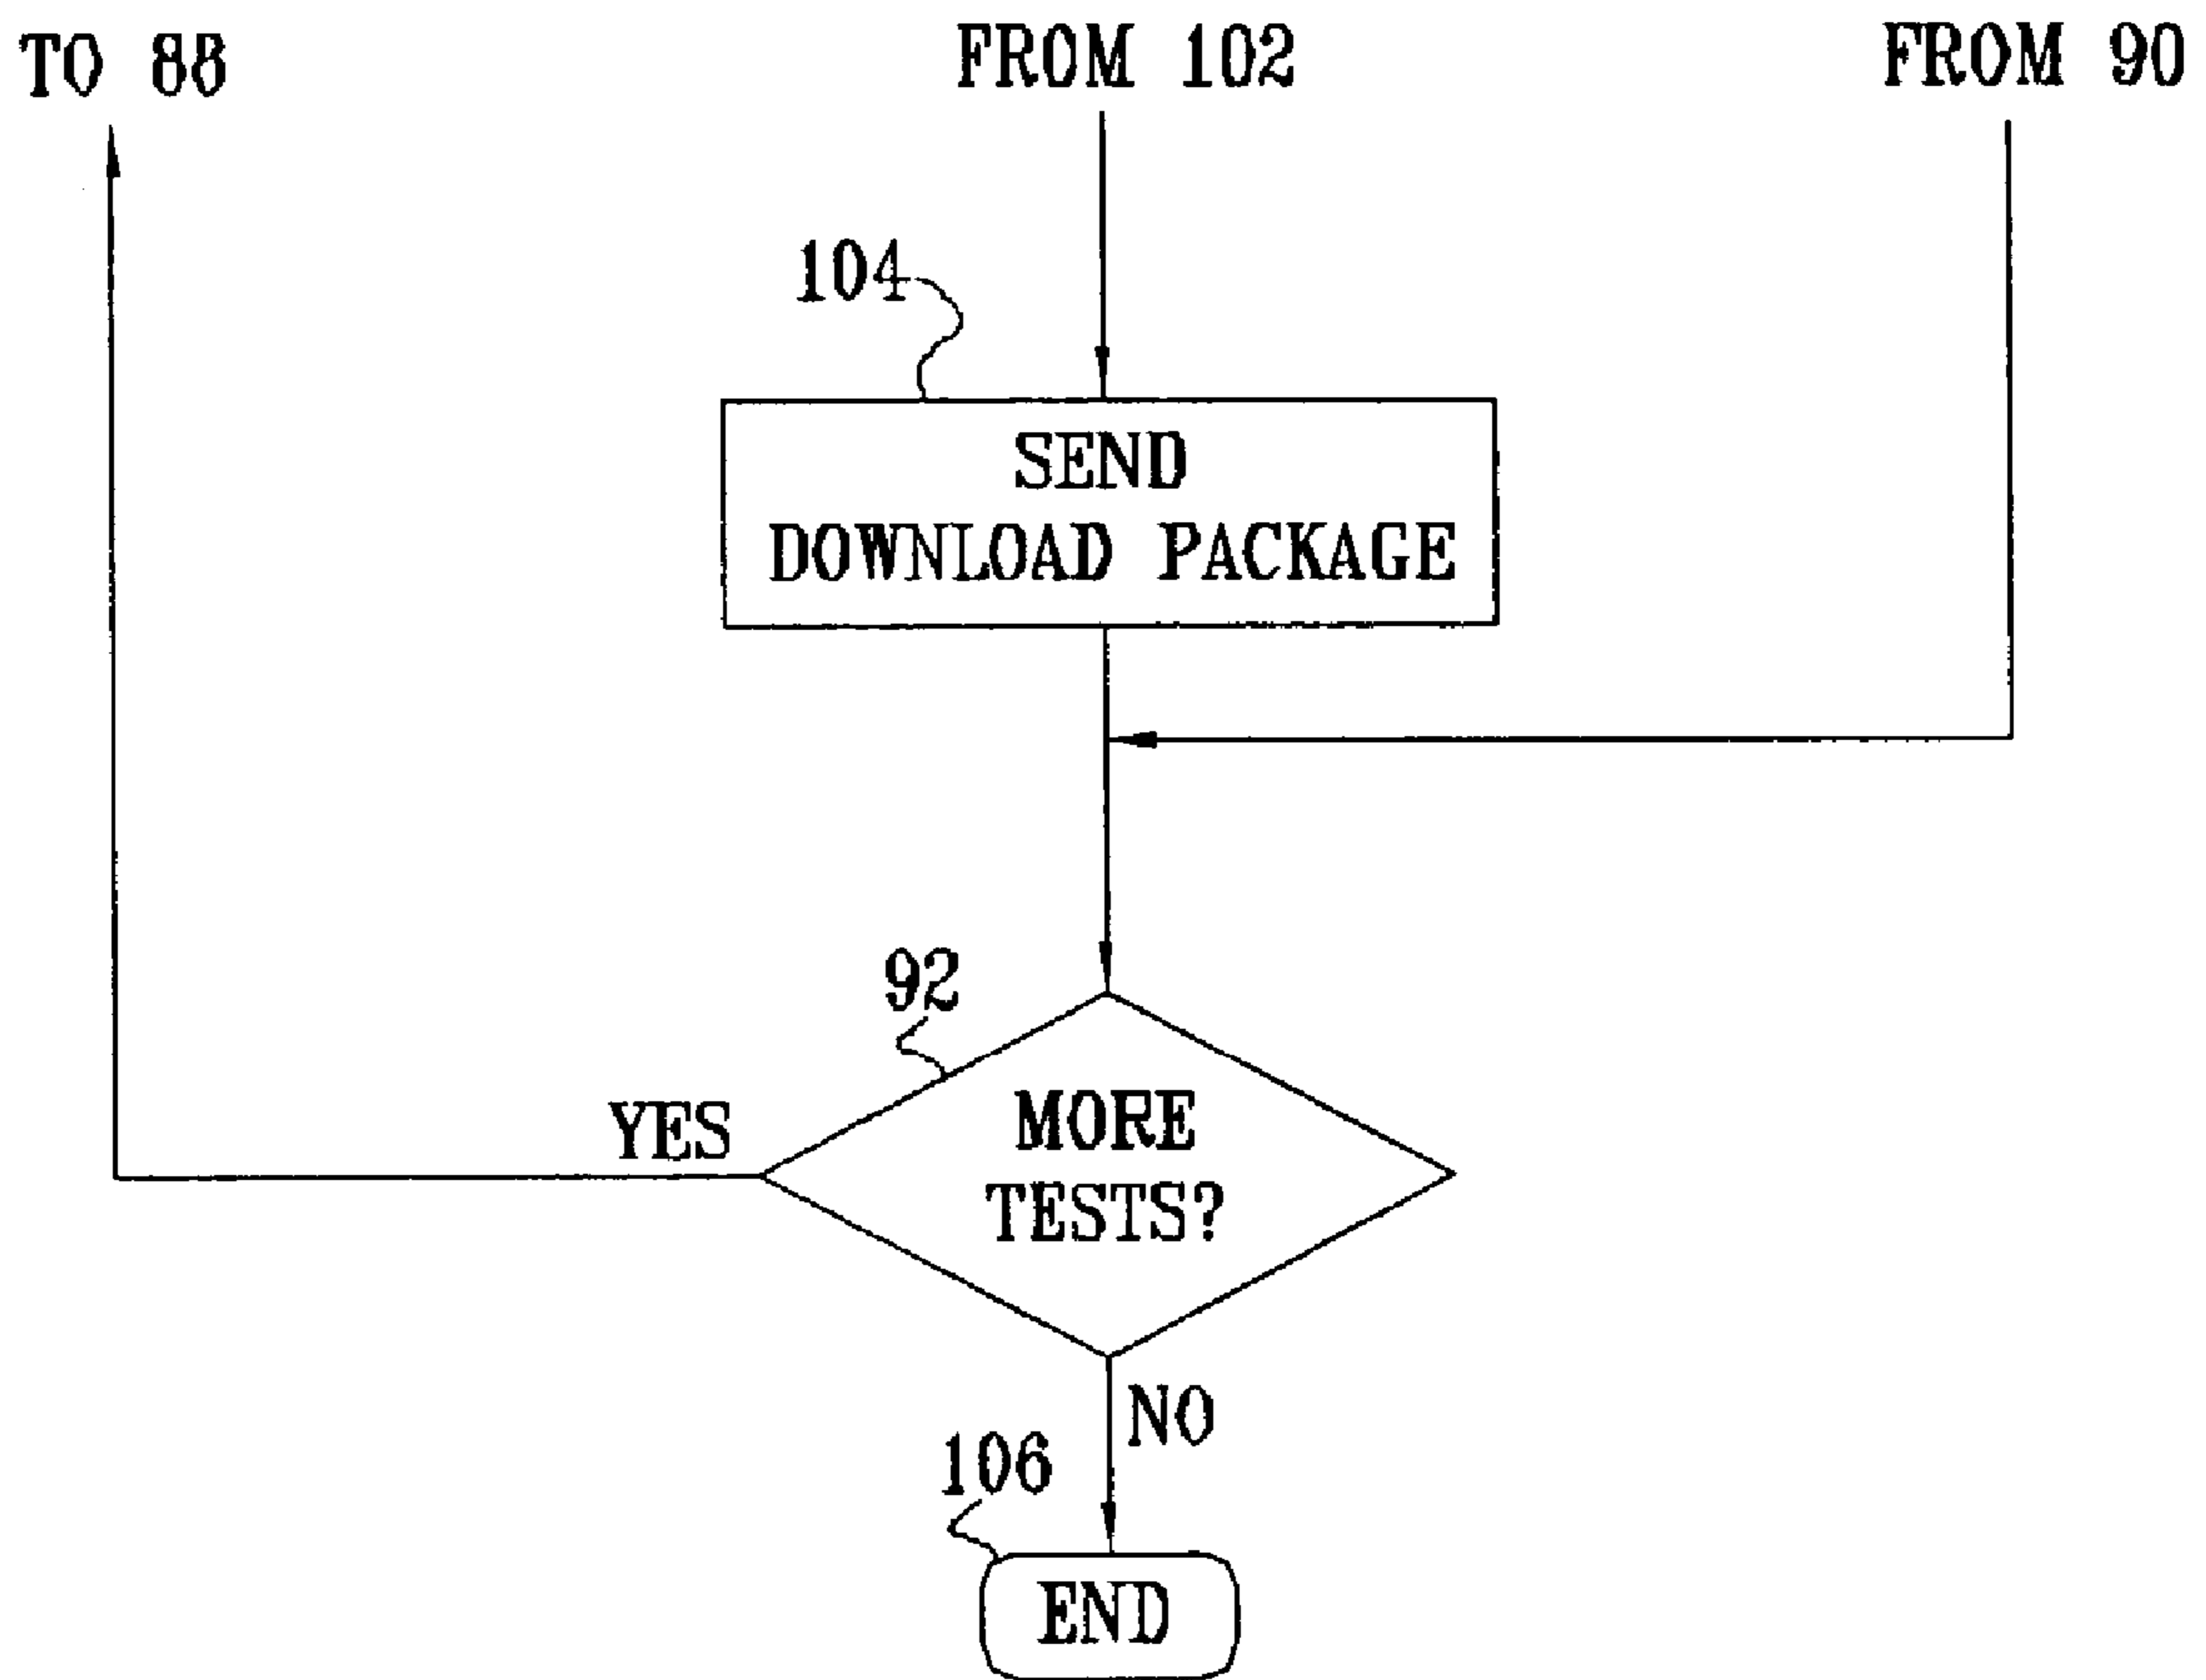 TO 88
FROM 102
FROM 90
104
SEND
DOWNLOAD PACKAGE
92
YES
MORE
TESTS?
NO
106
END